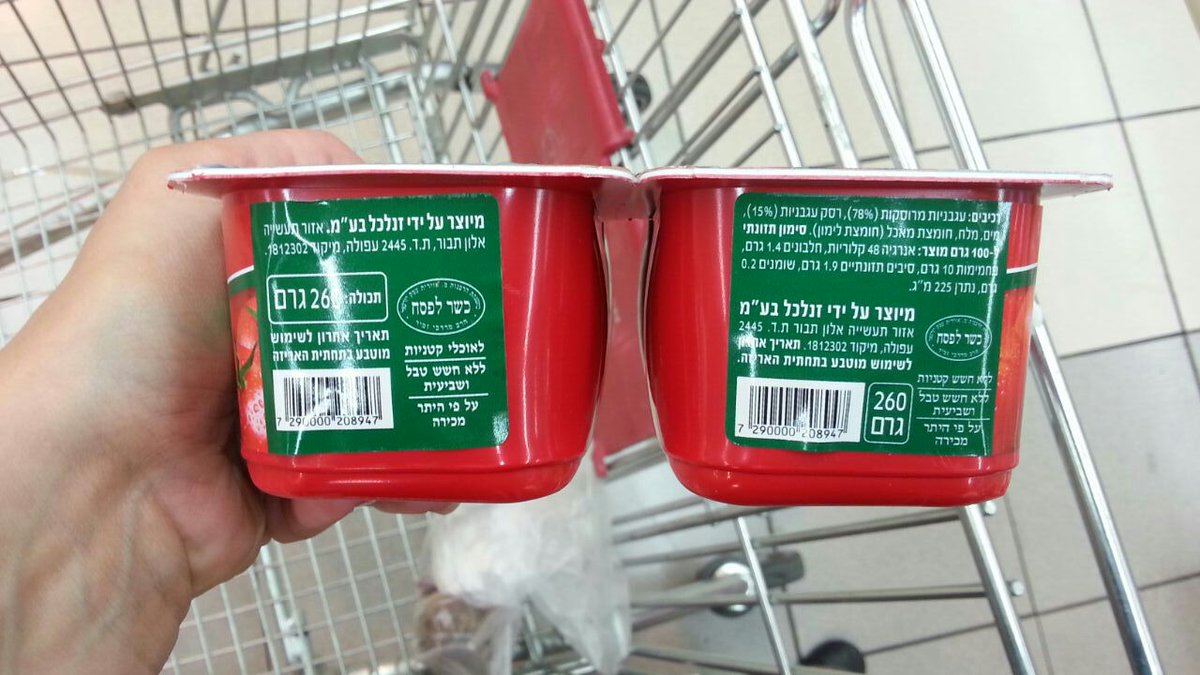 מיוצר על ידי זנלכל בע״מ. אזור תעשייה
אלון תבור, ת.ד. 2445 עפולה, מיקוד 1812302.
תכולה: 260 גרם
כשר לפסח
תאריך אחרון לשימוש
מוטבע בתחתית האריזה
לאוכלי קטניות
ללא חשש טבל
ושביעית
על פי היתר
מכירה
7 290000 208947
רכיבים: עגבניות מרוסקות (78%), רסק עגבניות (15%),
מים, מלח, חומצת מאכל (חומצת לימון). סימון תזונתי
ל-100 גרם מוצר: אנרגיה 48 קלוריות, חלבונים 1.4 גרם,
פחמימות 10 גרם, סיבים תזונתיים 1.9 גרם, שומנים 0.2
גרם, נתרן 225 מ״ג.
מיוצר על ידי זנלכל בע״מ
אזור תעשייה אלון תבור ת.ד. 2445
עפולה, מיקוד 1812302. תאריך אחרון
לשימוש מוטבע בתחתית האריזה.
כשר לפסח
ללא חשש קטניות
ללא חשש טבל
ושביעית
על פי היתר
מכירה
260
גרם
7 290000 208947